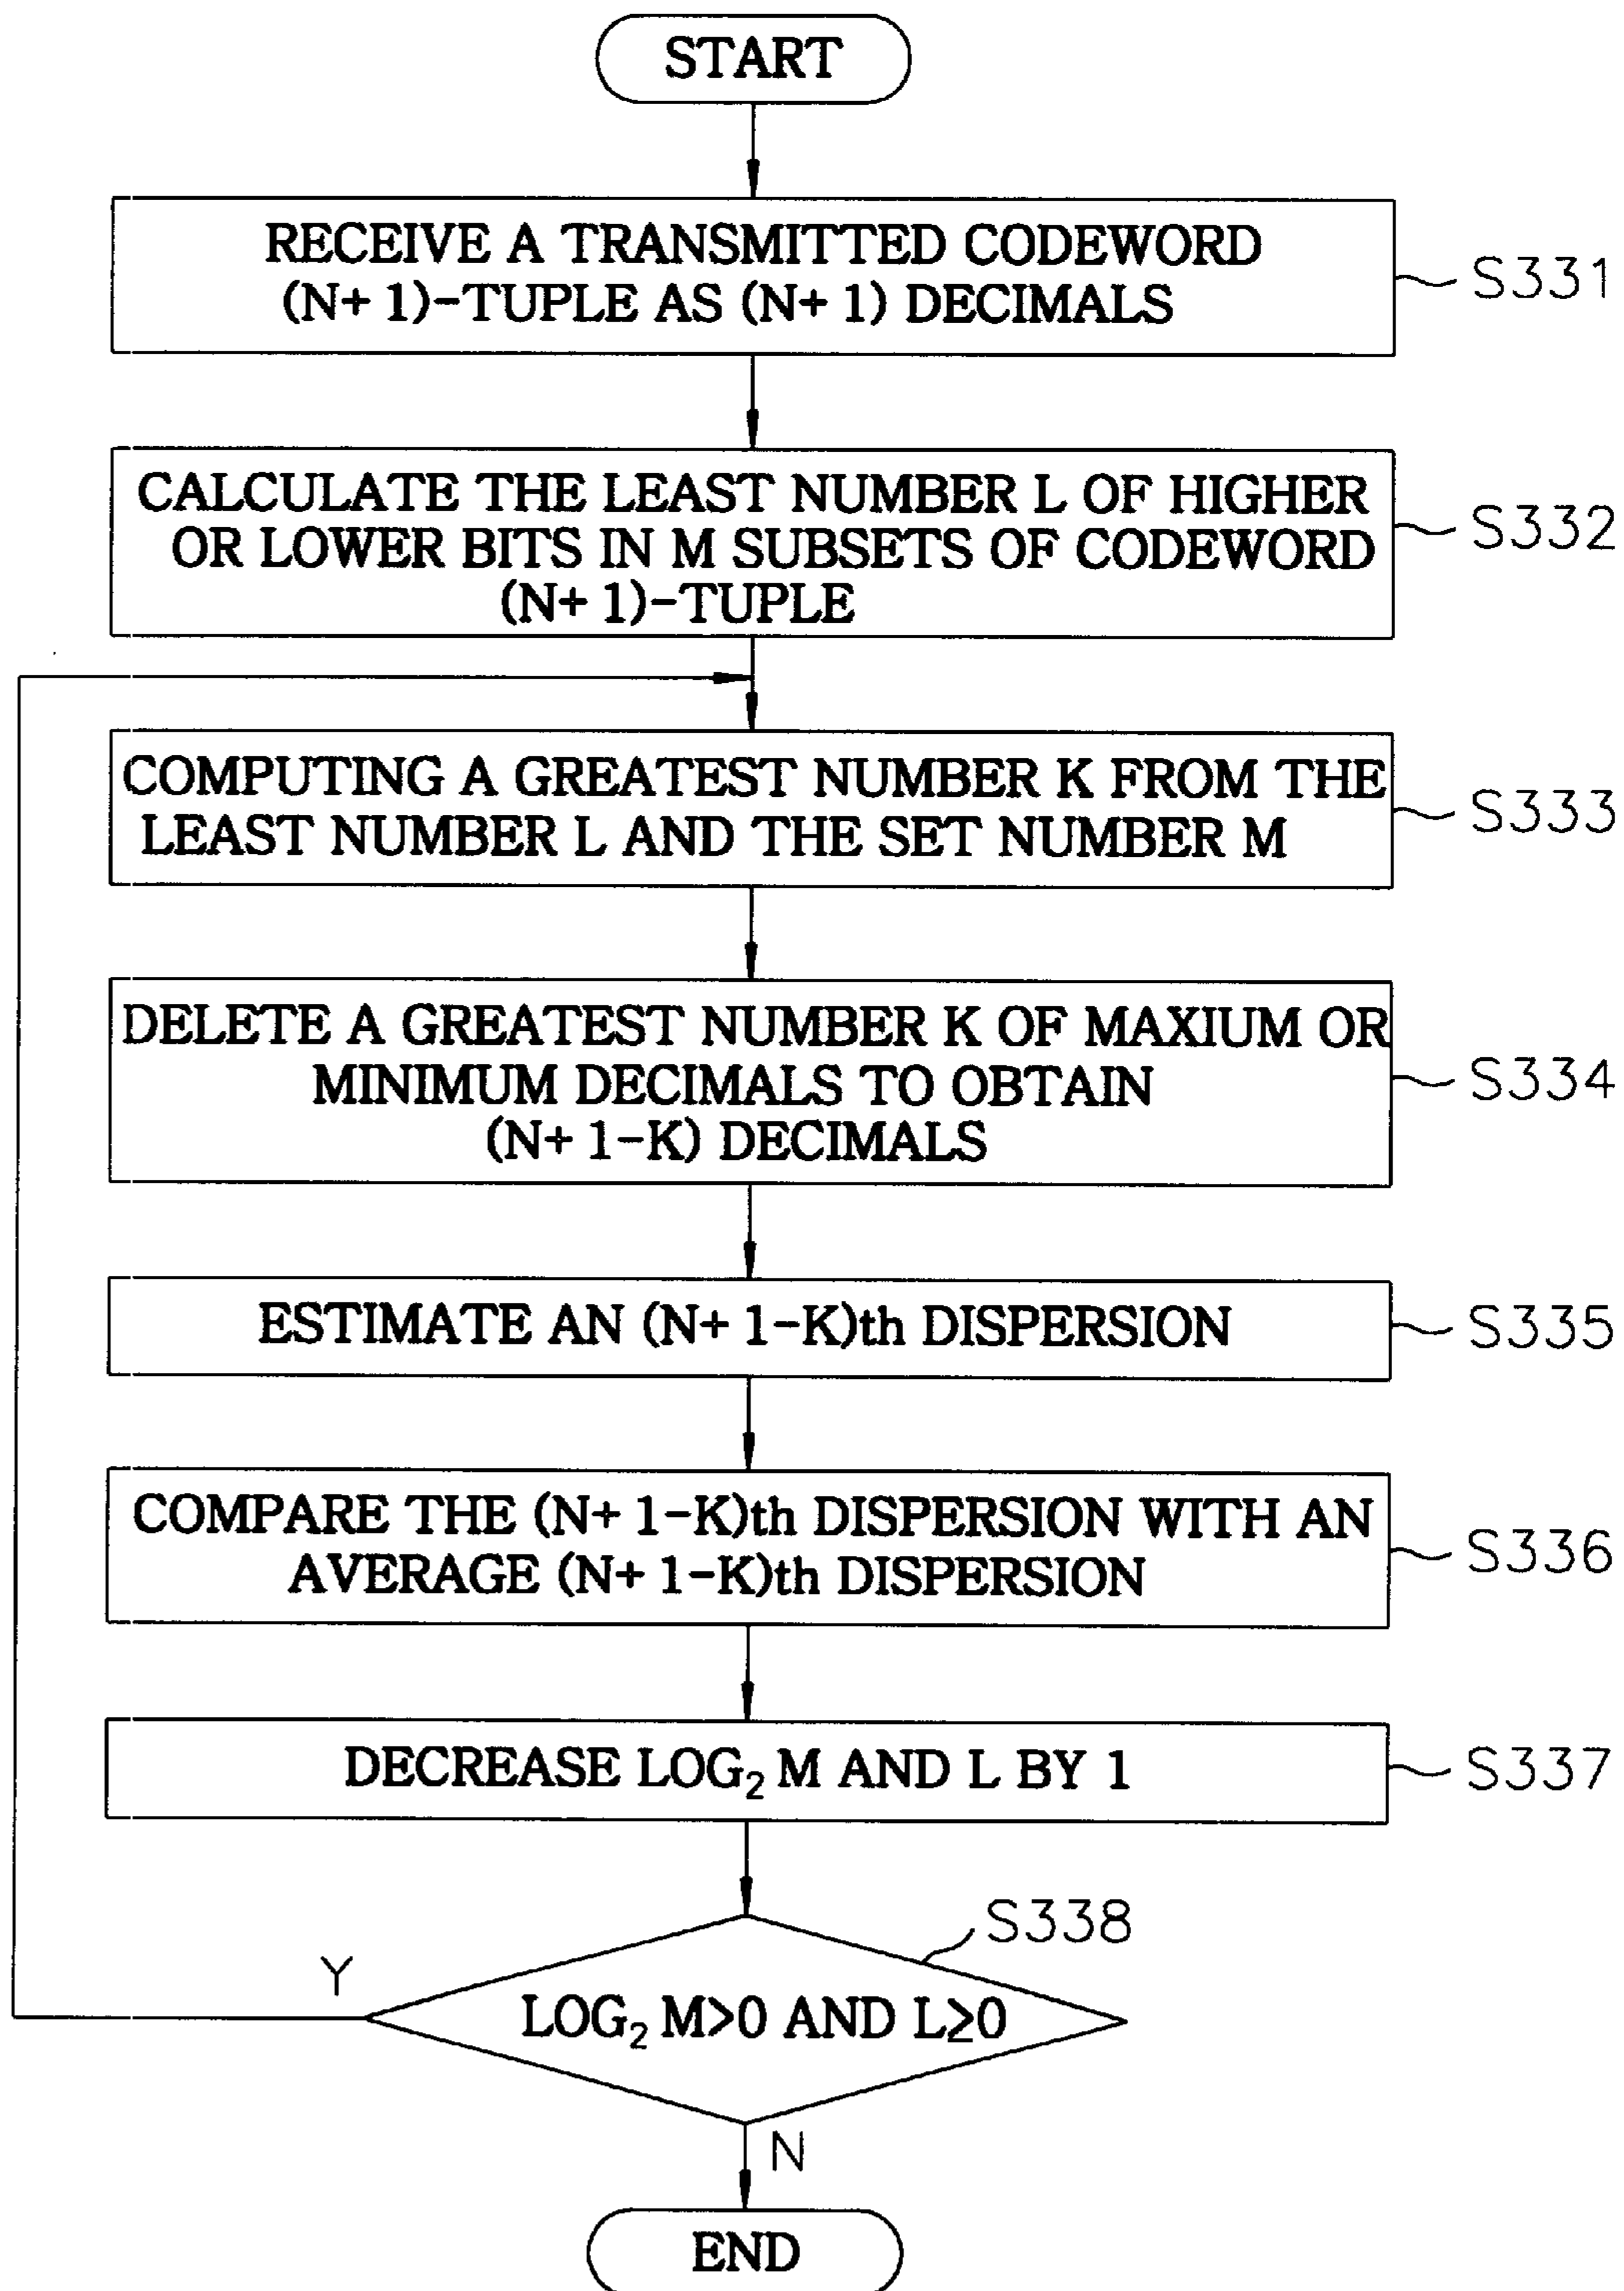 START
RECEIVE A TRANSMITTED CODEWORD
(N+1)-TUPLE AS (N+1) DECIMALS
S331
CALCULATE THE LEAST NUMBER L OF HIGHER
OR LOWER BITS IN M SUBSETS OF CODEWORD
(N+1)-TUPLE
S332
COMPUTING A GREATEST NUMBER K FROM THE
LEAST NUMBER L AND THE SET NUMBER M
S333
DELETE A GREATEST NUMBER K OF MAXIUM OR
MINIMUM DECIMALS TO OBTAIN
(N+1-K) DECIMALS
S334
ESTIMATE AN (N+1-K)th DISPERSION
S335
COMPARE THE (N+1-K)th DISPERSION WITH AN
AVERAGE (N+1-K)th DISPERSION
S336
DECREASE LOG₂ M AND L BY 1
S337
S338
Y
LOG₂ M>0 AND L≥0
N
END